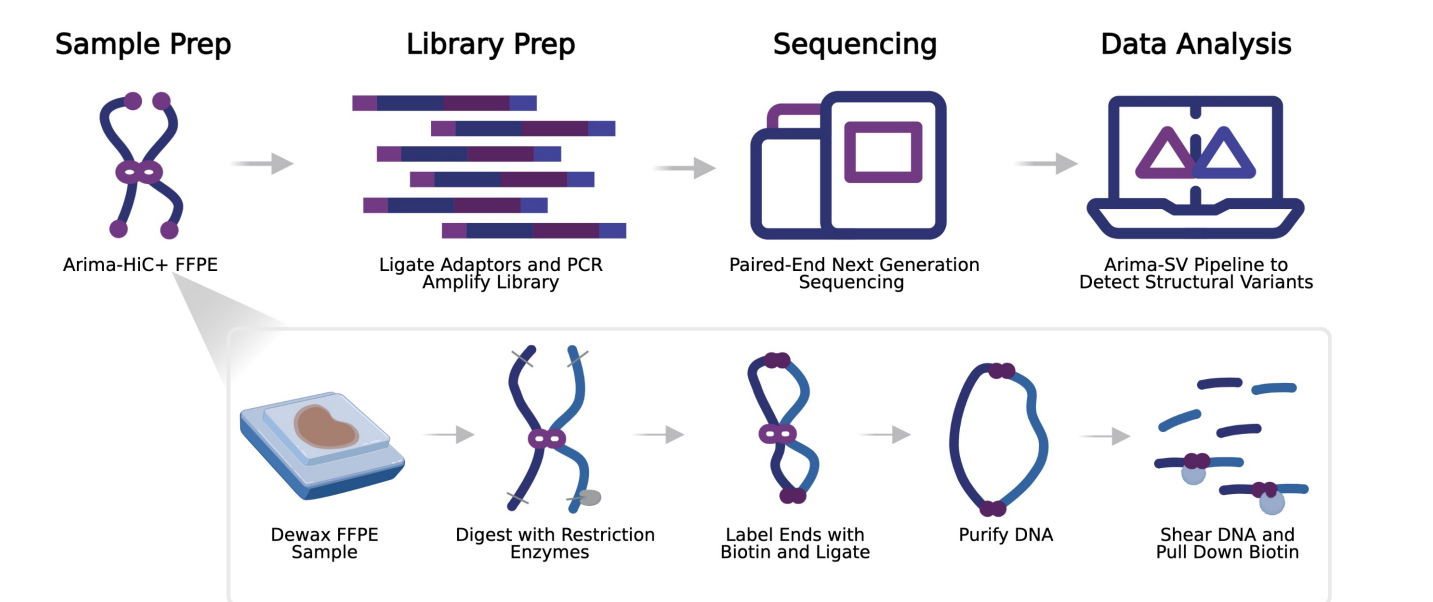 Sample Prep
Library Prep
Sequencing
Data Analysis
Arima-HiC+ FFPE
Ligate Adaptors and PCR
Amplify Library
Paired-End Next Generation
Sequencing
Arima-SV Pipeline to
Detect Structural Variants
Dewax FFPE
Sample
Digest with Restriction
Enzymes
Label Ends with
Biotin and Ligate
Purify DNA
Shear DNA and
Pull Down Biotin